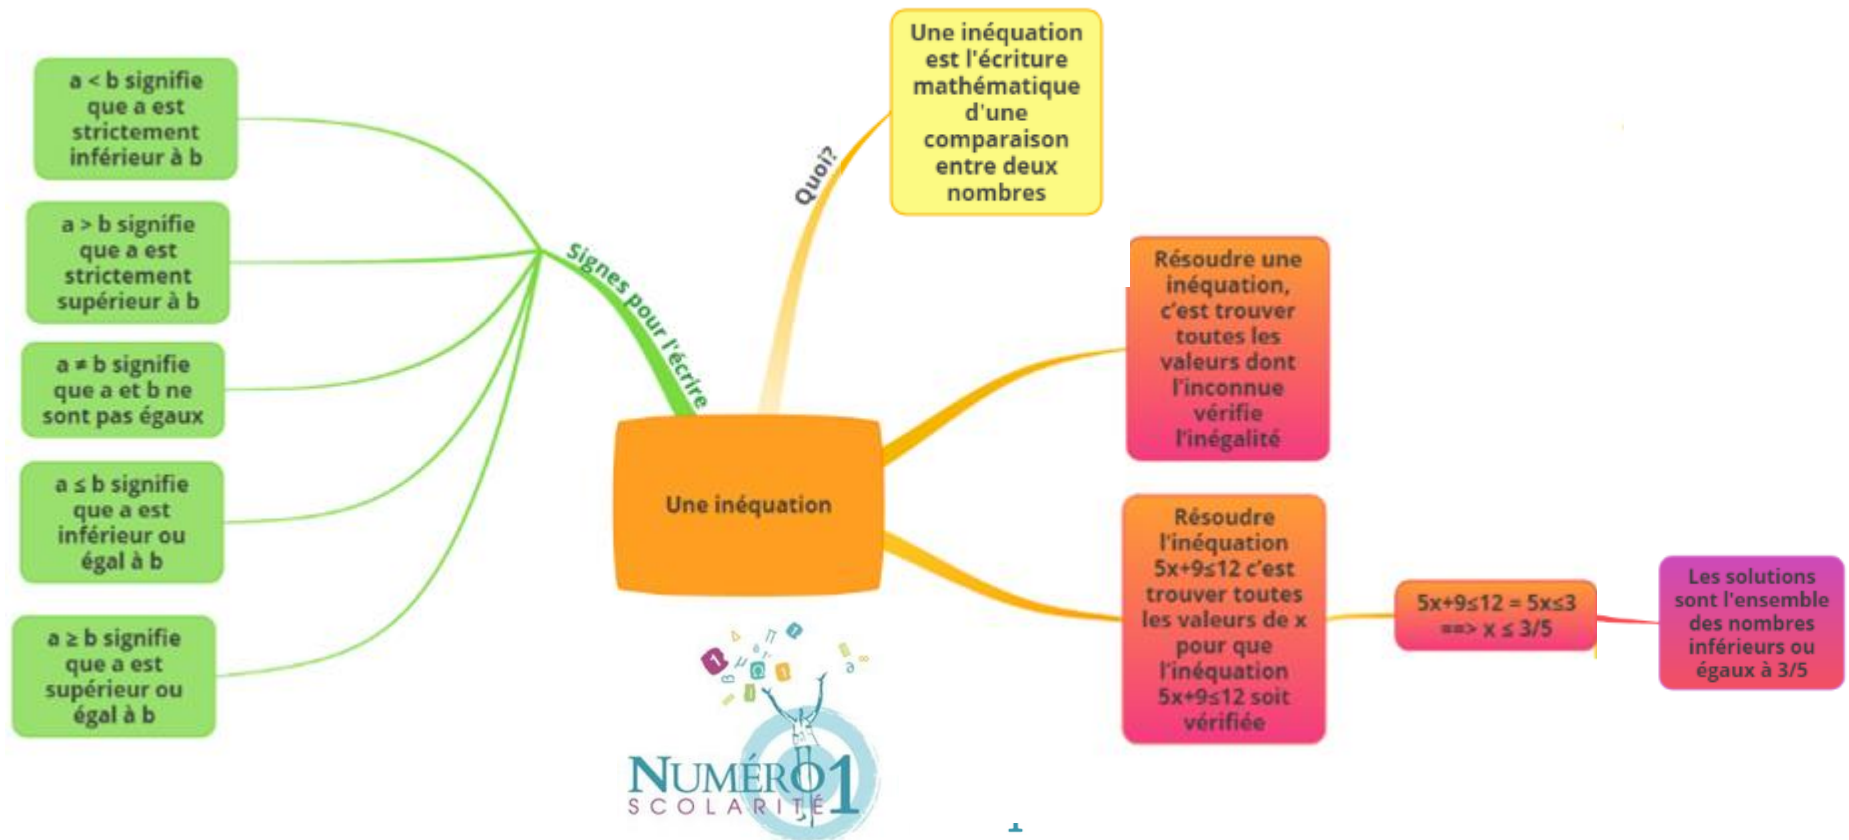 Une inéquation
est l'écriture
mathématique
d'une
comparaison
entre deux
nombres
Quoi?
a < b signifie
que a est
strictement
inférieur à b
a > b signifie
que a est
strictement
supérieur à b
a ≠ b signifie
que a et b ne
sont pas égaux
a ≤ b signifie
que a est
inférieur ou
égal à b
a ≥ b signifie
que a est
supérieur ou
égal à b
Signes pour l'écrire
Une inéquation
Résoudre une
inéquation,
c'est trouver
toutes les
valeurs dont
l'inconnue
vérifie
l'inégalité
Résoudre
l'inéquation
5x+9≤12 c'est
trouver toutes
les valeurs de x
pour que
l'inéquation
5x+9≤12 soit
vérifiée
5x+9≤12 = 5x≤3
==> x ≤ 3/5
Les solutions
sont l'ensemble
des nombres
inférieurs ou
égaux à 3/5
NUMÉRO1
SCOLARITÉ